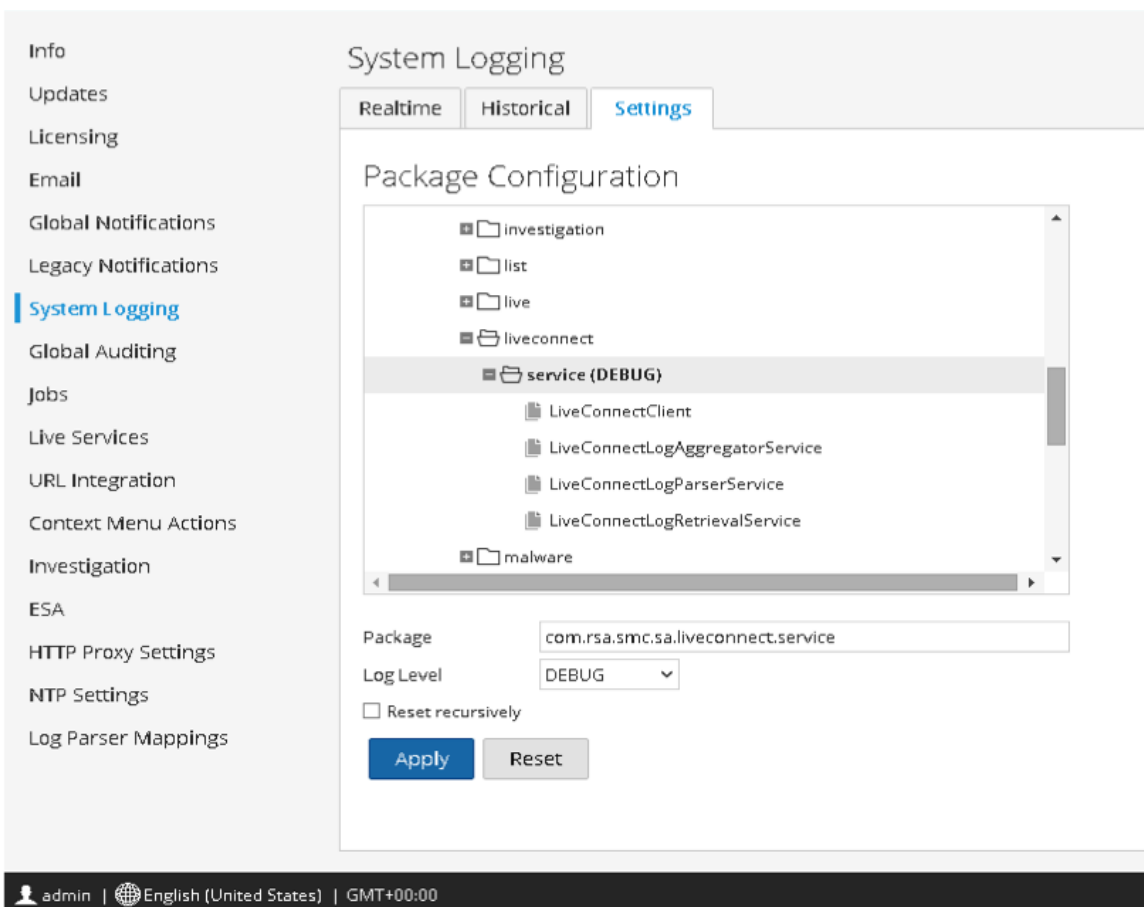 Info
Updates
Licensing
Email
Global Notifications
Legacy Notifications
System Logging
Global Auditing
Jobs
Live Services
URL Integration
Context Menu Actions
Investigation
ESA
HTTP Proxy Settings
NTP Settings
Log Parser Mappings
System Logging
Realtime Historical Settings
Package Configuration
investigation
list
live
liveconnect
service (DEBUG)
LiveConnectClient
LiveConnectLogAggregatorService
LiveConnectLogParserService
LiveConnectLogRetrievalService
malware
Package com.rsa.smc.sa.liveconnect.service
Log Level DEBUG
Reset recursively
Apply Reset
admin | English (United States) | GMT+00:00